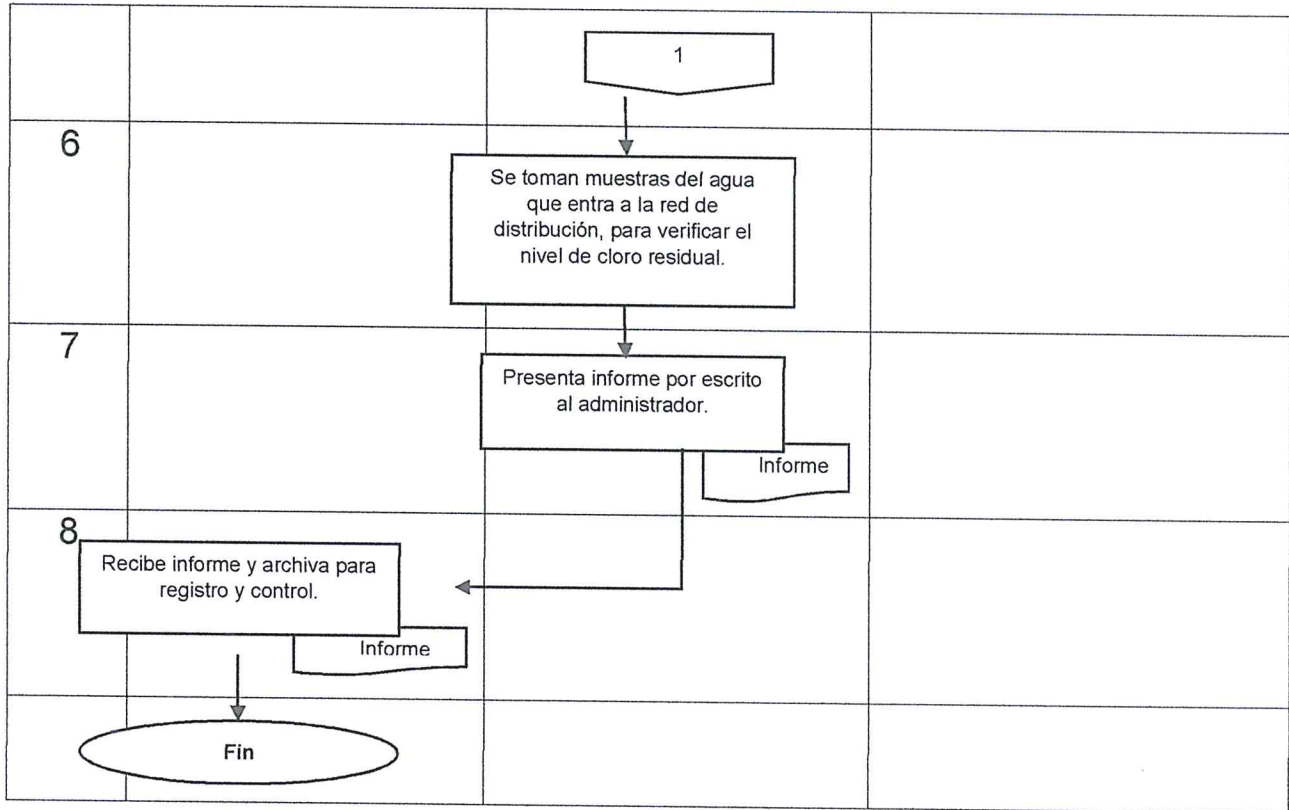 1
6
Se toman muestras del agua
que entra a la red de
distribución, para verificar el
nivel de cloro residual.
7
Presenta informe por escrito
al administrador.
Informe
8
Recibe informe y archiva para
registro y control.
Informe
Fin